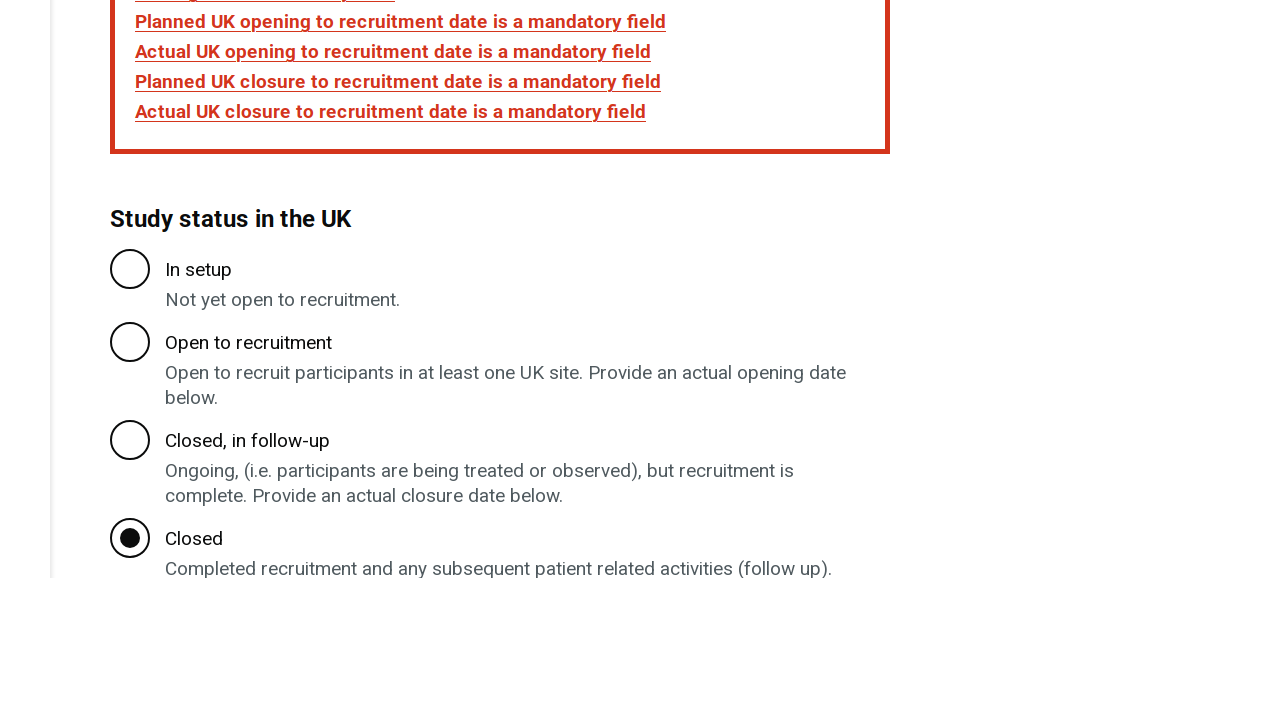 Planned UK opening to recruitment date is a mandatory field
Actual UK opening to recruitment date is a mandatory field
Planned UK closure to recruitment date is a mandatory field
Actual UK closure to recruitment date is a mandatory field
Study status in the UK
In setup
Not yet open to recruitment.
Open to recruitment
Open to recruit participants in at least one UK site. Provide an actual opening date
below.
Closed, in follow-up
Ongoing, (i.e. participants are being treated or observed), but recruitment is
complete. Provide an actual closure date below.
Closed
Completed recruitment and any subsequent patient related activities (follow up).